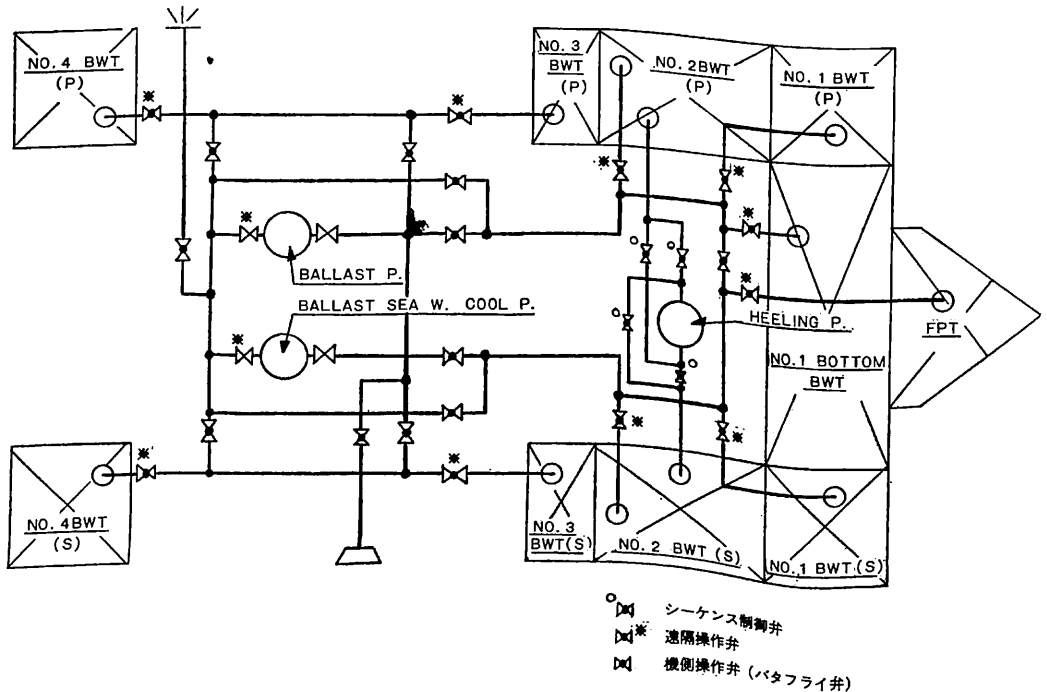 NO. 4 BWT
(P)
NO. 3
BWT
(P)
NO. 2BWT
(P)
NO. 1 BWT
(P)
BALLAST P.
BALLAST SEA W. COOL P.
HEELING P.
FPT
NO. 1 BOTTOM
BWT
NO. 4BWT
(S)
NO. 3
BWT(S)
NO. 2 BWT (S)
NO. 1 BWT (S)
シーケンス制御弁
※ 遠隔操作弁
機側操作弁 (バタフライ弁)